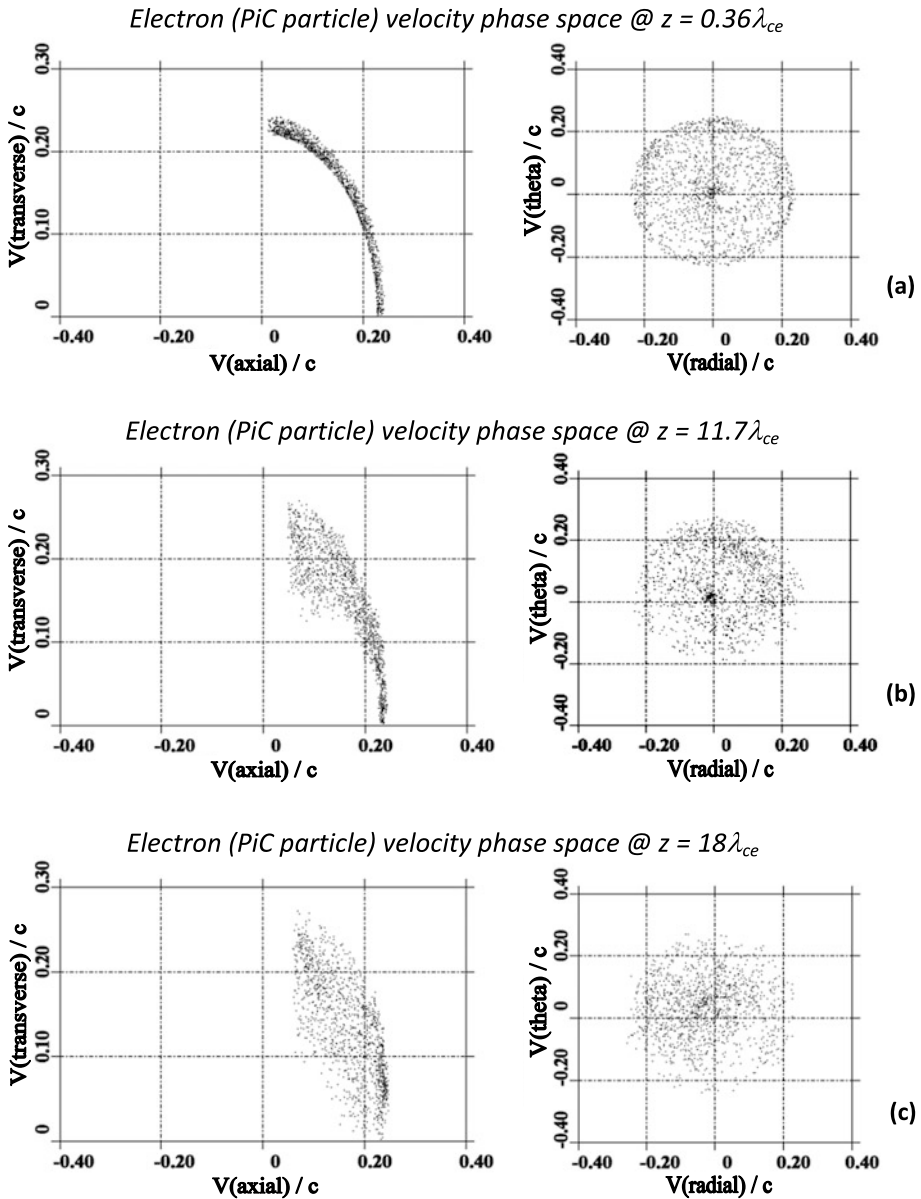 Electron (PiC particle) velocity phase space @ z = 0.36λce
0.30
0.20
0.10
0
V(transverse) / c
-0.40 -0.20 0 0.20 0.40
V(axial) / c
0.40
0.20
0
-0.20
-0.40
V(theta) / c
-0.40 -0.20 0 0.20 0.40
V(radial) / c
(a)
Electron (PiC particle) velocity phase space @ z = 11.7λce
0.30
0.20
0.10
0
V(transverse) / c
-0.40 -0.20 0 0.20 0.40
V(axial) / c
0.40
0.20
0
-0.20
-0.40
V(theta) / c
-0.40 -0.20 0 0.20 0.40
V(radial) / c
(b)
Electron (PiC particle) velocity phase space @ z = 18λce
0.30
0.20
0.10
0
V(transverse) / c
-0.40 -0.20 0 0.20 0.40
V(axial) / c
0.40
0.20
0
-0.20
-0.40
V(theta) / c
-0.40 -0.20 0 0.20 0.40
V(radial) / c
(c)